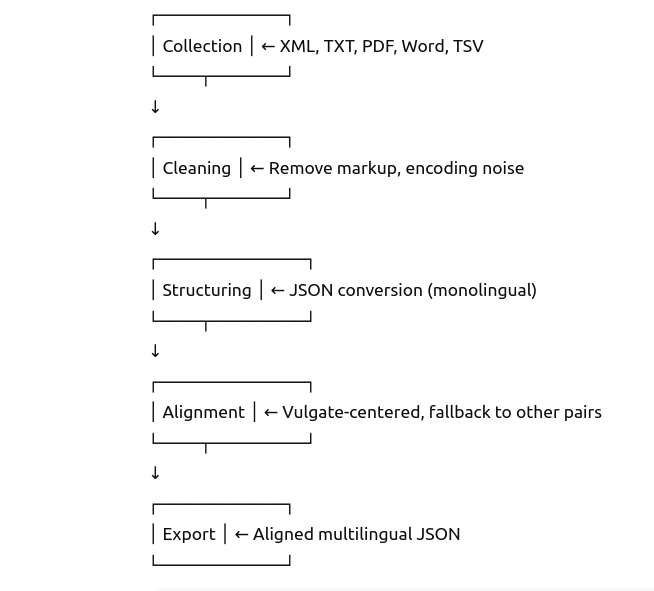 ┌──────────────┐
│ Collection │ ← XML, TXT, PDF, Word, TSV
└─────┬────────┘
↓
┌──────────────┐
│ Cleaning │ ← Remove markup, encoding noise
└─────┬────────┘
↓
┌────────────────┐
│ Structuring │ ← JSON conversion (monolingual)
└─────┬──────────┘
↓
┌────────────────┐
│ Alignment │ ← Vulgate-centered, fallback to other pairs
└─────┬──────────┘
↓
┌──────────────┐
│ Export │ ← Aligned multilingual JSON
└──────────────┘